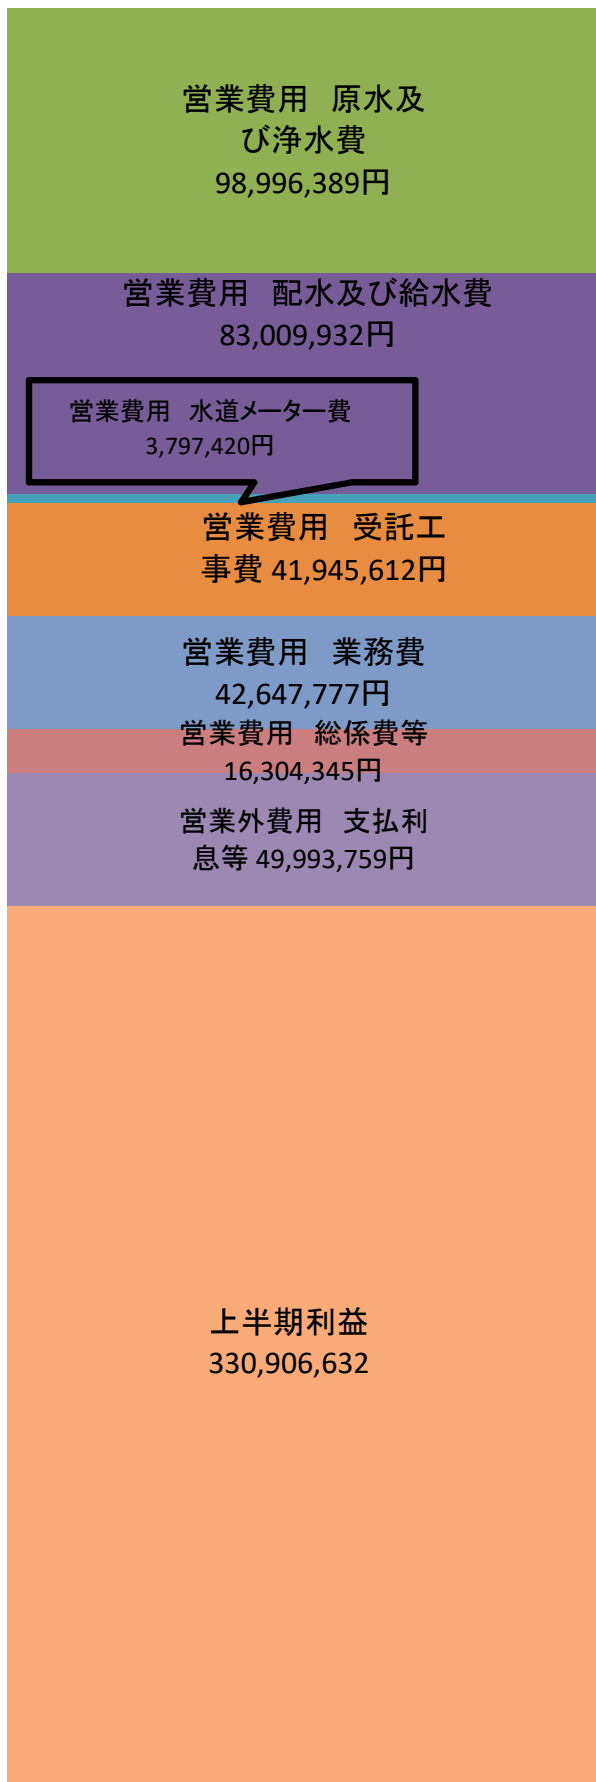 営業費用　原水及
び浄水費
98,996,389円
営業費用　配水及び給水費
83,009,932円
営業費用　水道メーター費
3,797,420円
営業費用　受託工
事費 41,945,612円
営業費用　業務費
42,647,777円
営業費用　総係費等
16,304,345円
営業外費用　支払利
息等 49,993,759円
上半期利益
330,906,632